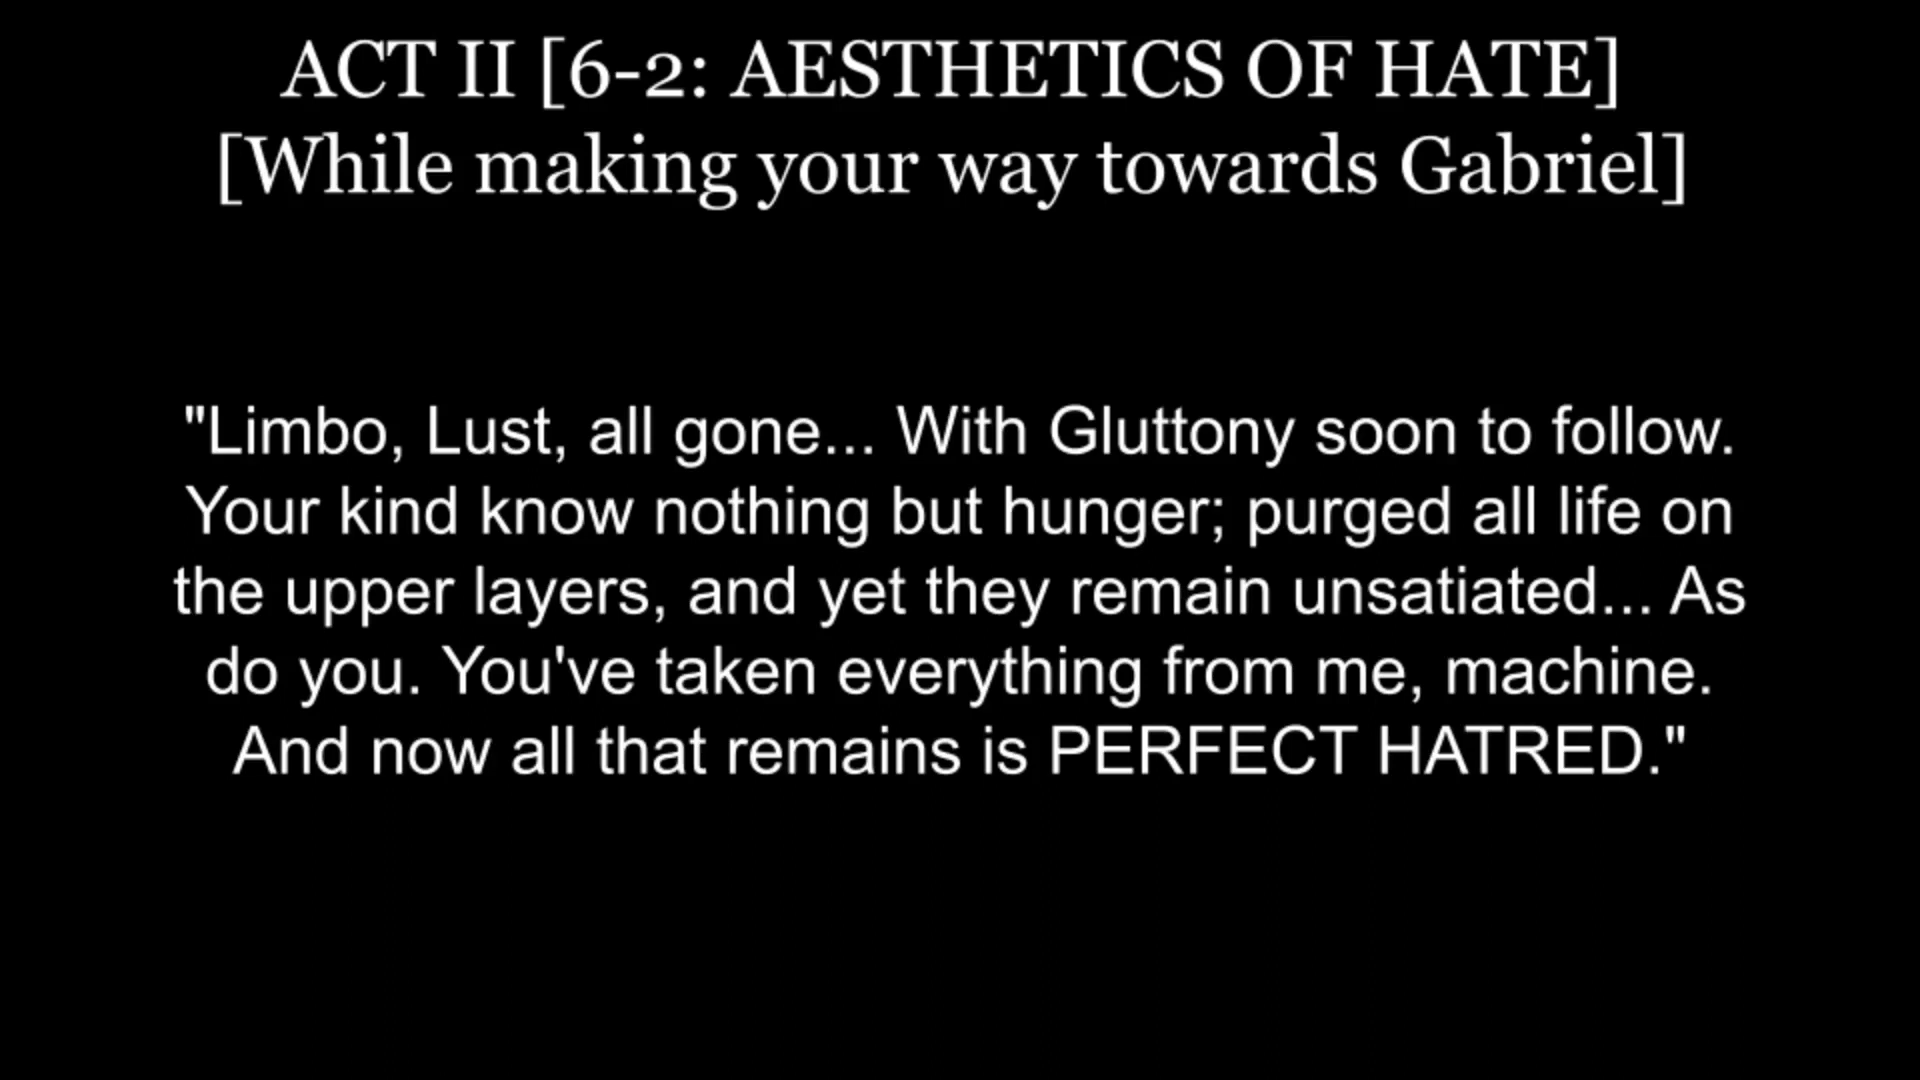 ACT II [6-2: AESTHETICS OF HATE]
[While making your way towards Gabriel]
"Limbo, Lust, all gone... With Gluttony soon to follow.
Your kind know nothing but hunger; purged all life on
the upper layers, and yet they remain unsatiated... As
do you. You've taken everything from me, machine.
And now all that remains is PERFECT HATRED."